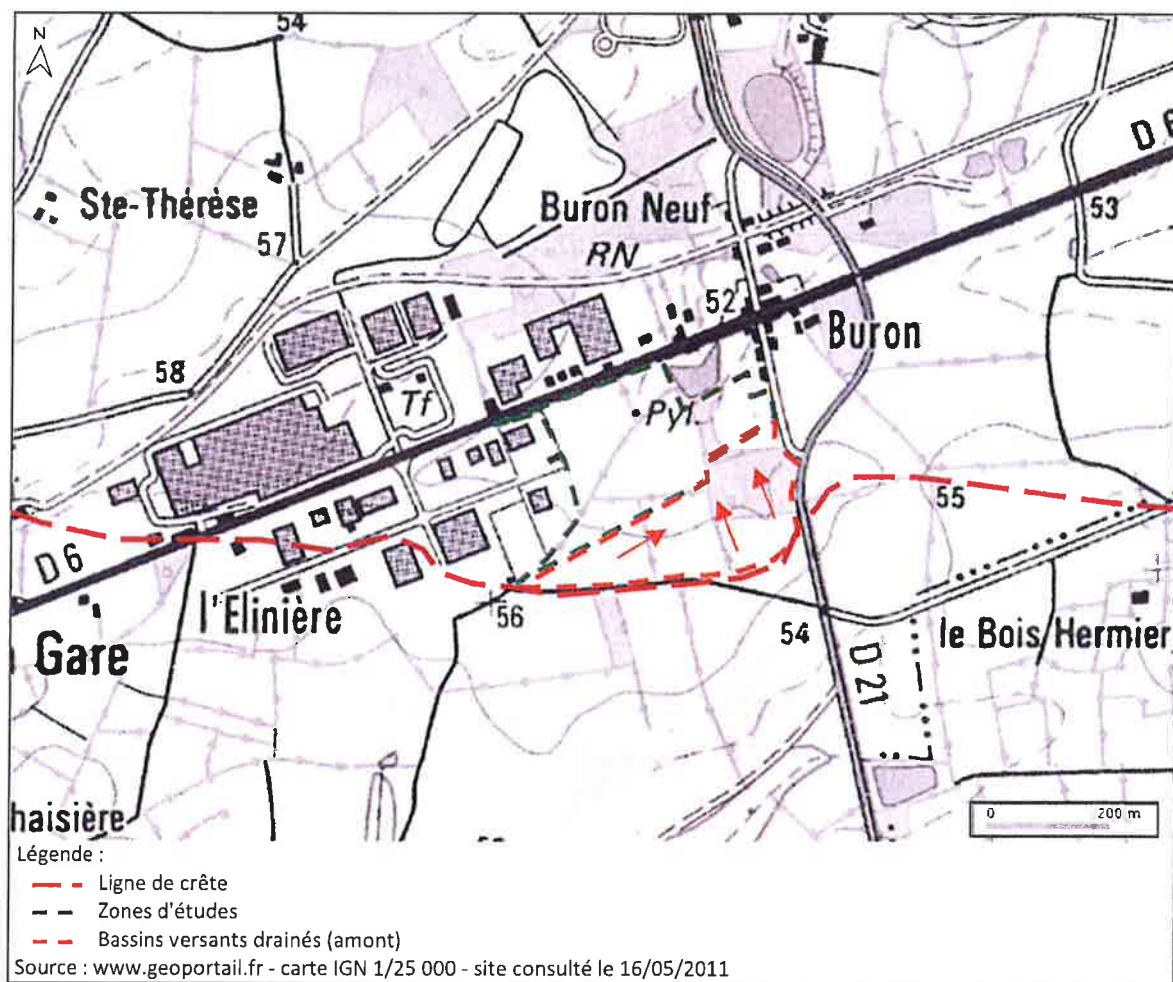 N
54
D 6
Ste-Thérèse
Buron Neuf
53
57
RN
52
Buron
58
Tf
Pyl.
55
D 6
l'Elinière
56
54
le Bois Hermier
Gare
D 21
haisière
0 200 m
Légende :
Ligne de crête
Zones d'études
Bassins versants drainés (amont)
Source : www.geoportail.fr - carte IGN 1/25 000 - site consulté le 16/05/2011